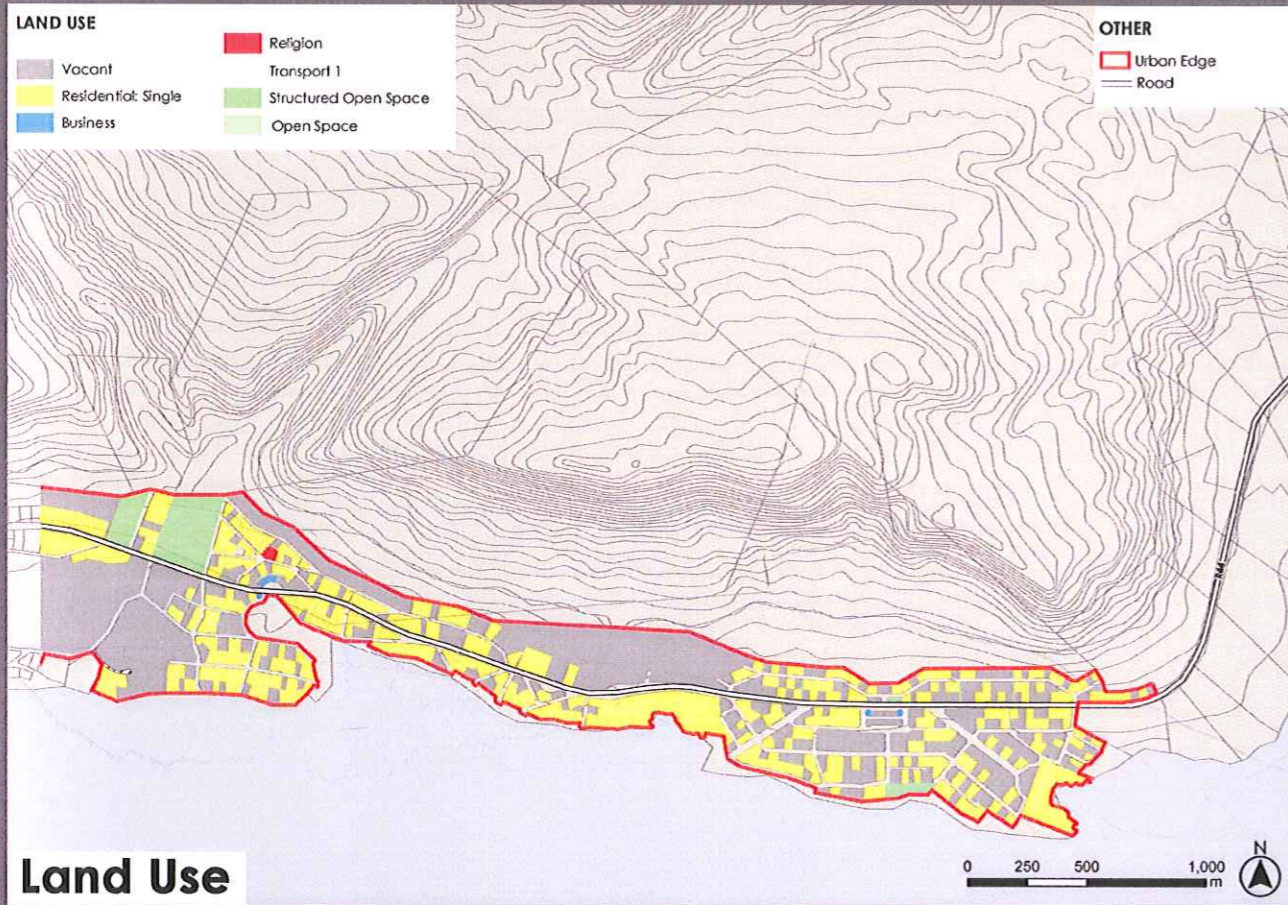 LAND USE
Vacant
Residential: Single
Business
Religion
Transport 1
Structured Open Space
Open Space
OTHER
Urban Edge
Road
R44
Land Use
0 250 500 1,000
m
N